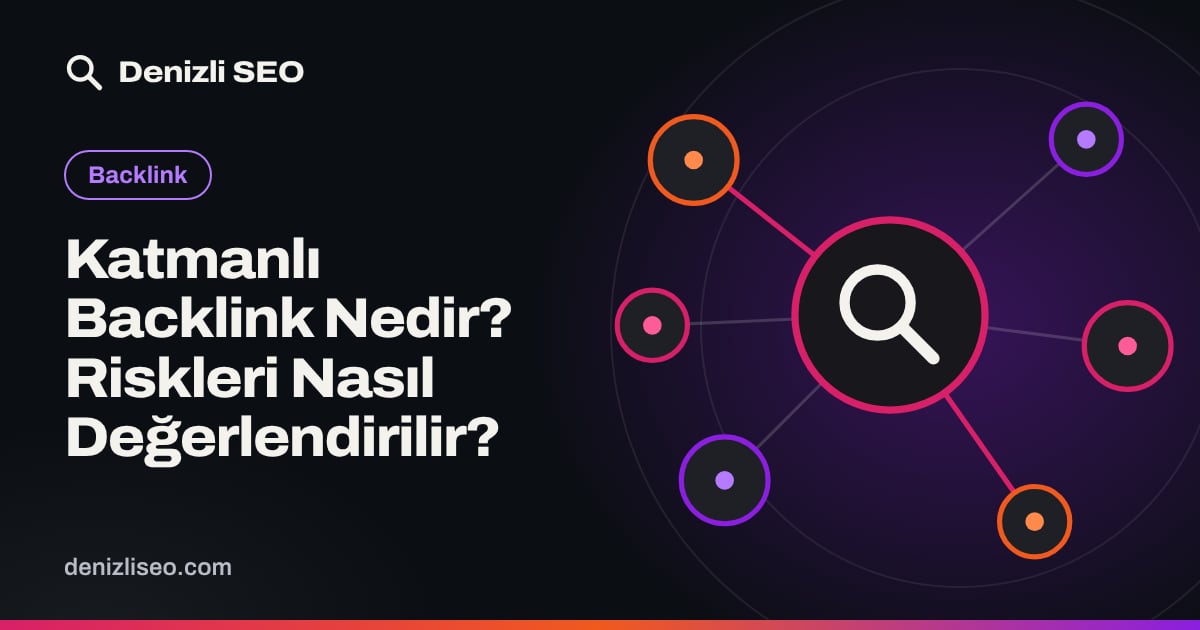 Denizli SEO
Backlink
Katmanlı
Backlink Nedir?
Riskleri Nasıl
Değerlendirilir?
denizliseo.com